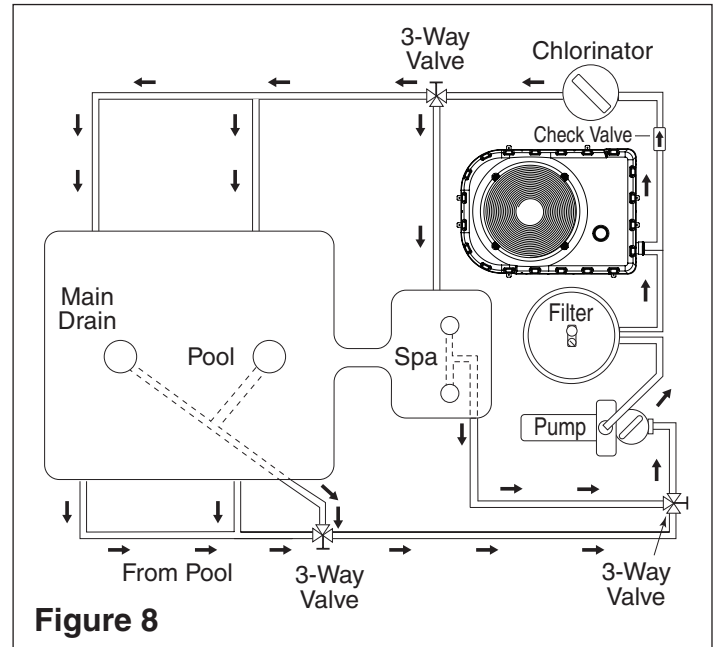 3-Way
Valve
Chlorinator
Check Valve
Main
Drain
Pool
Spa
Filter
Pump
From Pool
3-Way
Valve
3-Way
Valve
Figure 8